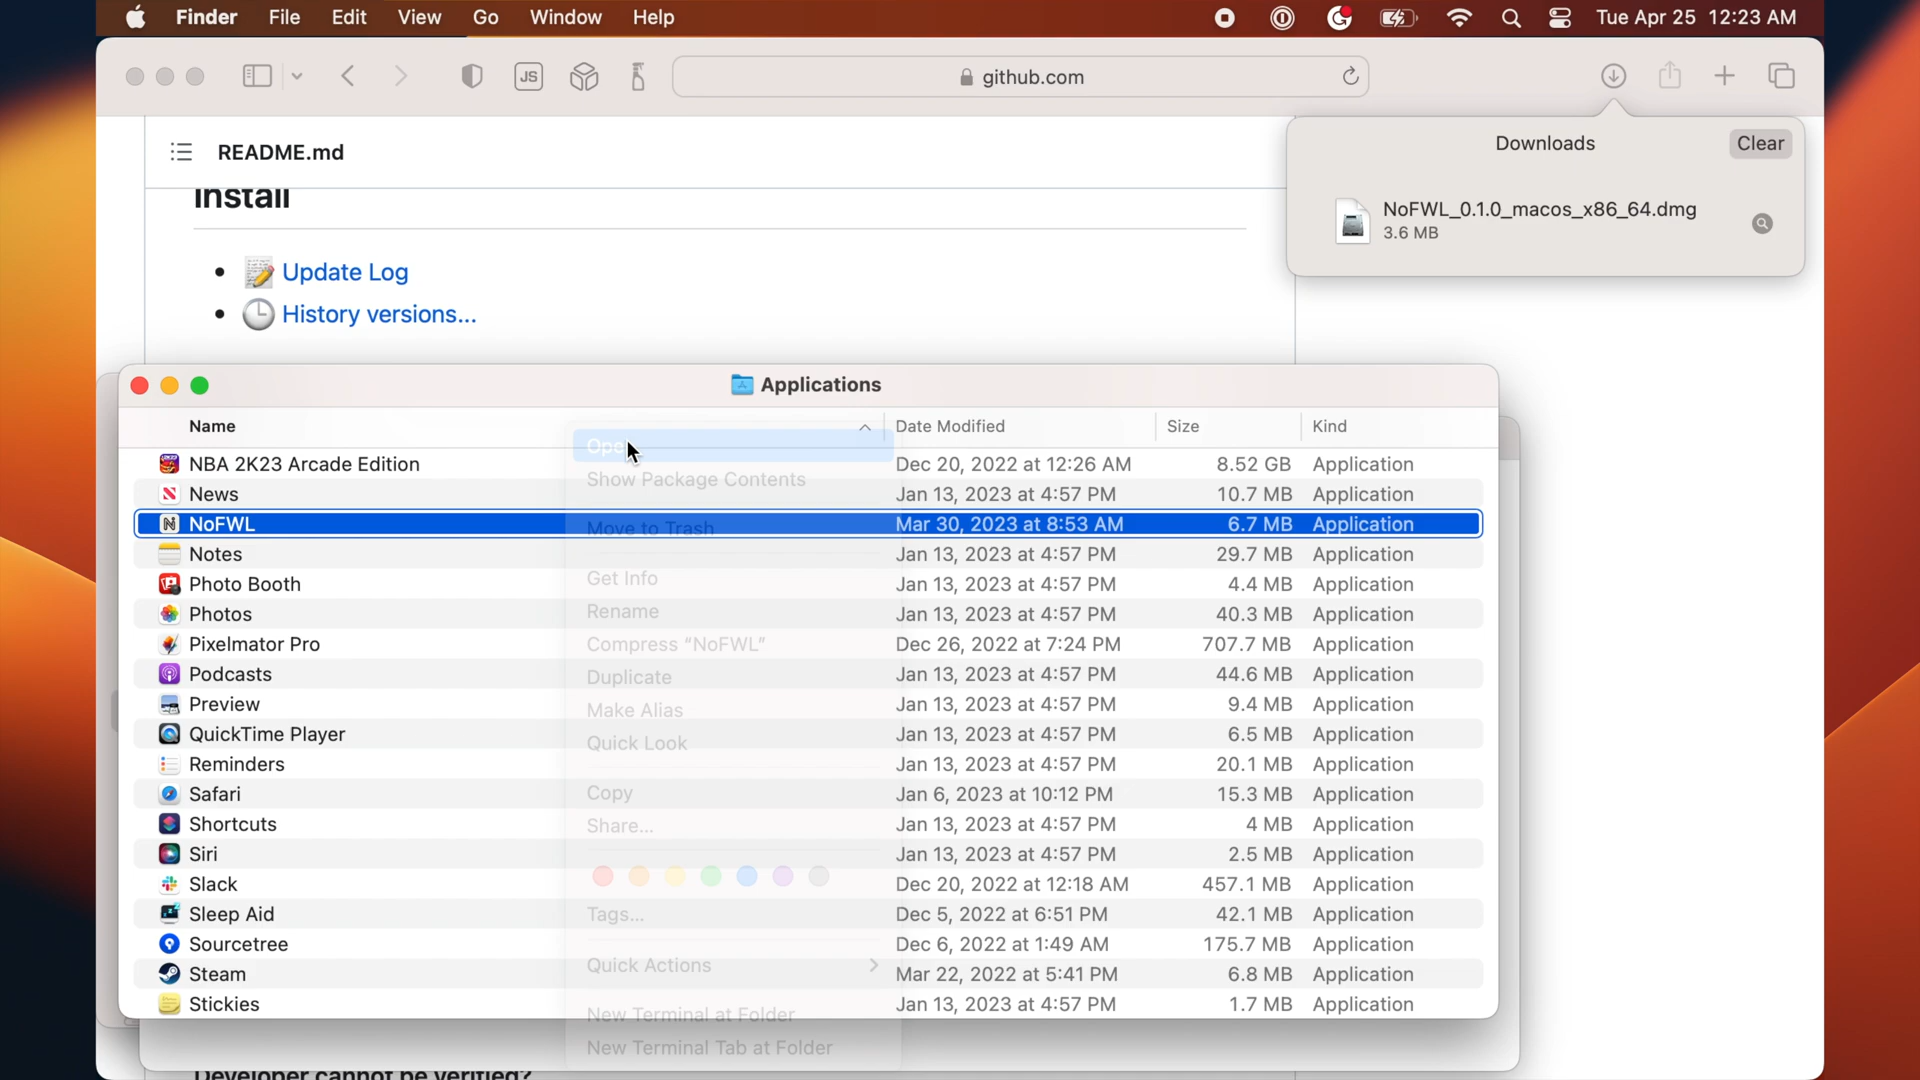 Finder File Edit View Go Window Help Tue Apr 25 12:23 AM
JS github.com
README.md
Downloads Clear
Install
NoFWL_0.1.0_macos_x86_64.dmg
3.6 MB
Update Log
History versions...
Applications
Name Date Modified Size Kind
Open
NBA 2K23 Arcade Edition Dec 20, 2022 at 12:26 AM 8.52 GB Application
Show Package Contents
News Jan 13, 2023 at 4:57 PM 10.7 MB Application
NoFWL Move to Trash Mar 30, 2023 at 8:53 AM 6.7 MB Application
Notes Jan 13, 2023 at 4:57 PM 29.7 MB Application
Photo Booth Get Info Jan 13, 2023 at 4:57 PM 4.4 MB Application
Photos Rename Jan 13, 2023 at 4:57 PM 40.3 MB Application
Pixelmator Pro Compress “NoFWL” Dec 26, 2022 at 7:24 PM 707.7 MB Application
Podcasts Duplicate Jan 13, 2023 at 4:57 PM 44.6 MB Application
Preview Make Alias Jan 13, 2023 at 4:57 PM 9.4 MB Application
QuickTime Player Quick Look Jan 13, 2023 at 4:57 PM 6.5 MB Application
Reminders Jan 13, 2023 at 4:57 PM 20.1 MB Application
Safari Copy Jan 6, 2023 at 10:12 PM 15.3 MB Application
Shortcuts Share... Jan 13, 2023 at 4:57 PM 4 MB Application
Siri Jan 13, 2023 at 4:57 PM 2.5 MB Application
Slack Dec 20, 2022 at 12:18 AM 457.1 MB Application
Sleep Aid Tags... Dec 5, 2022 at 6:51 PM 42.1 MB Application
Sourcetree Dec 6, 2022 at 1:49 AM 175.7 MB Application
Steam Quick Actions Mar 22, 2022 at 5:41 PM 6.8 MB Application
Stickies New Terminal at Folder Jan 13, 2023 at 4:57 PM 1.7 MB Application
New Terminal Tab at Folder
Developer cannot be verified?